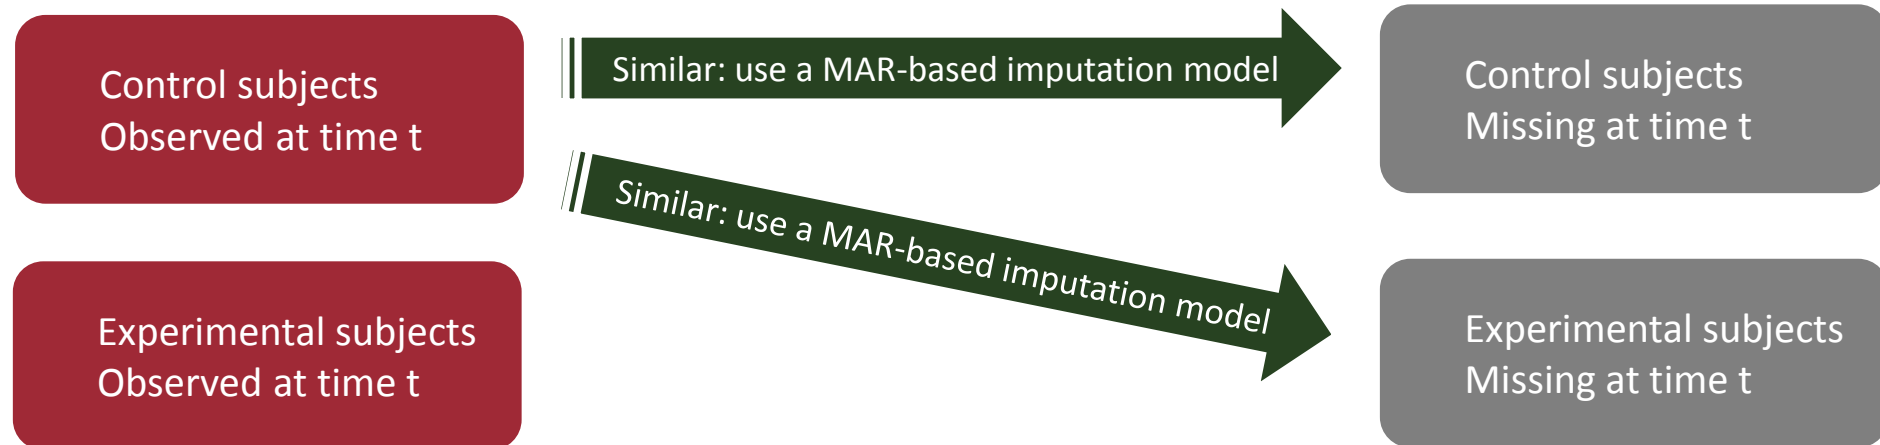 Control subjects
Observed at time t
Similar: use a MAR-based imputation model
Control subjects
Missing at time t
Similar: use a MAR-based imputation model
Experimental subjects
Observed at time t
Experimental subjects
Missing at time t